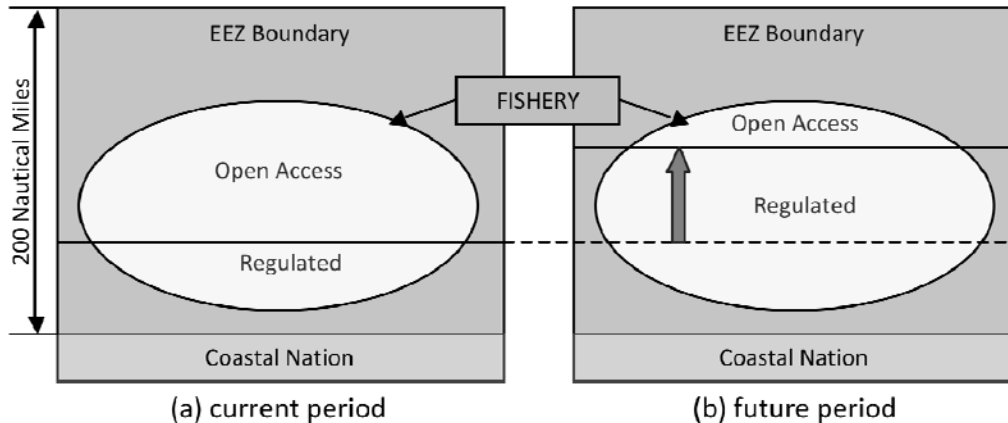 EEZ Boundary
200 Nautical Miles
FISHERY
Open Access
Regulated
Coastal Nation
(a) current period
EEZ Boundary
Open Access
Regulated
Coastal Nation
(b) future period